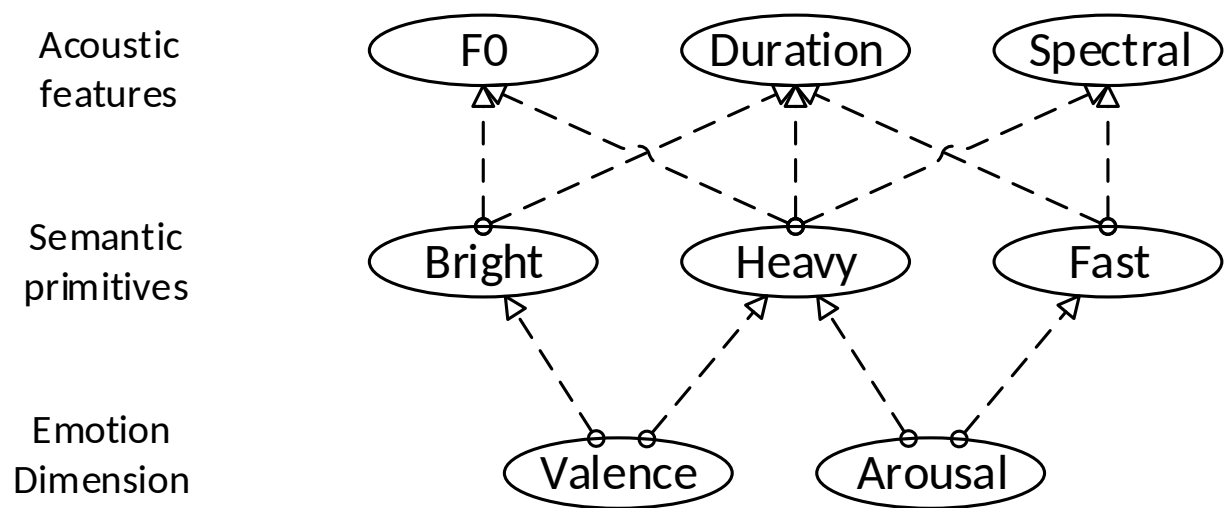 Acoustic
features
F0
Duration
Spectral
Semantic
primitives
Bright
Heavy
Fast
Emotion
Dimension
Valence
Arousal